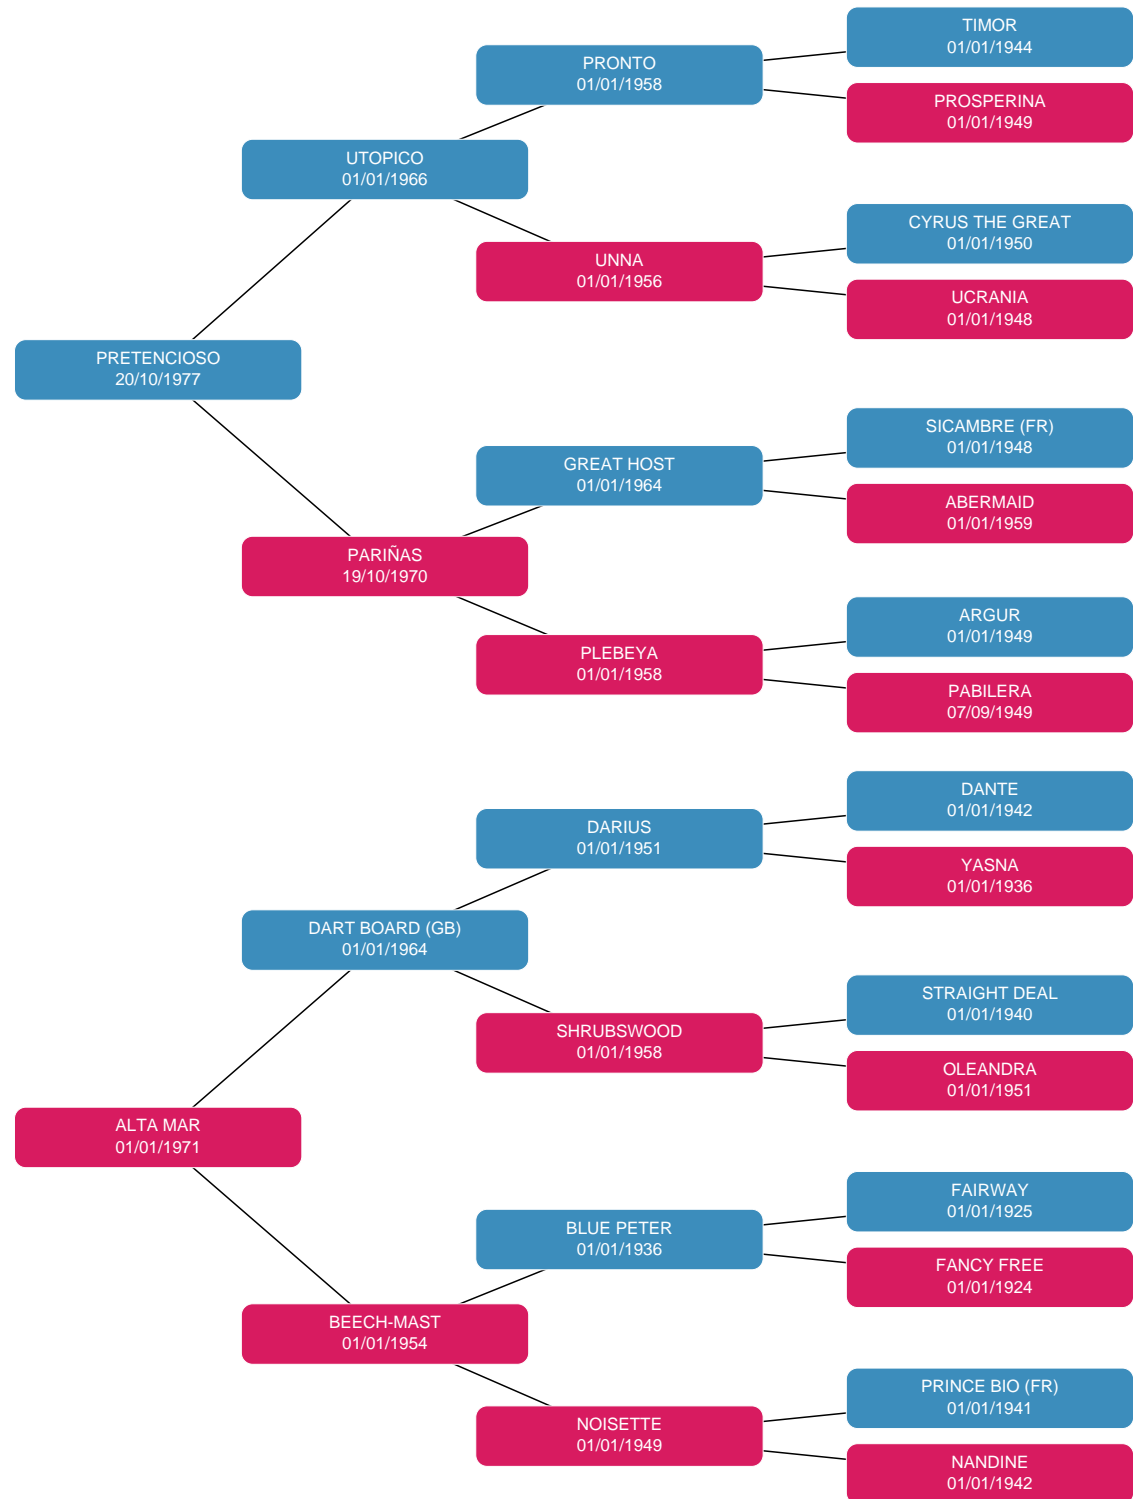 TIMOR
01/01/1944
PRONTO
01/01/1958
PROSPERINA
01/01/1949
UTOPICO
01/01/1966
CYRUS THE GREAT
01/01/1950
UNNA
01/01/1956
UCRANIA
01/01/1948
PRETENCIOSO
20/10/1977
SICAMBRE (FR)
01/01/1948
GREAT HOST
01/01/1964
ABERMAID
01/01/1959
PARIÑAS
19/10/1970
ARGUR
01/01/1949
PLEBEYA
01/01/1958
PABILERA
07/09/1949
DANTE
01/01/1942
DARIUS
01/01/1951
YASNA
01/01/1936
DART BOARD (GB)
01/01/1964
STRAIGHT DEAL
01/01/1940
SHRUBSWOOD
01/01/1958
OLEANDRA
01/01/1951
ALTA MAR
01/01/1971
FAIRWAY
01/01/1925
BLUE PETER
01/01/1936
FANCY FREE
01/01/1924
BEECH-MAST
01/01/1954
PRINCE BIO (FR)
01/01/1941
NOISETTE
01/01/1949
NANDINE
01/01/1942